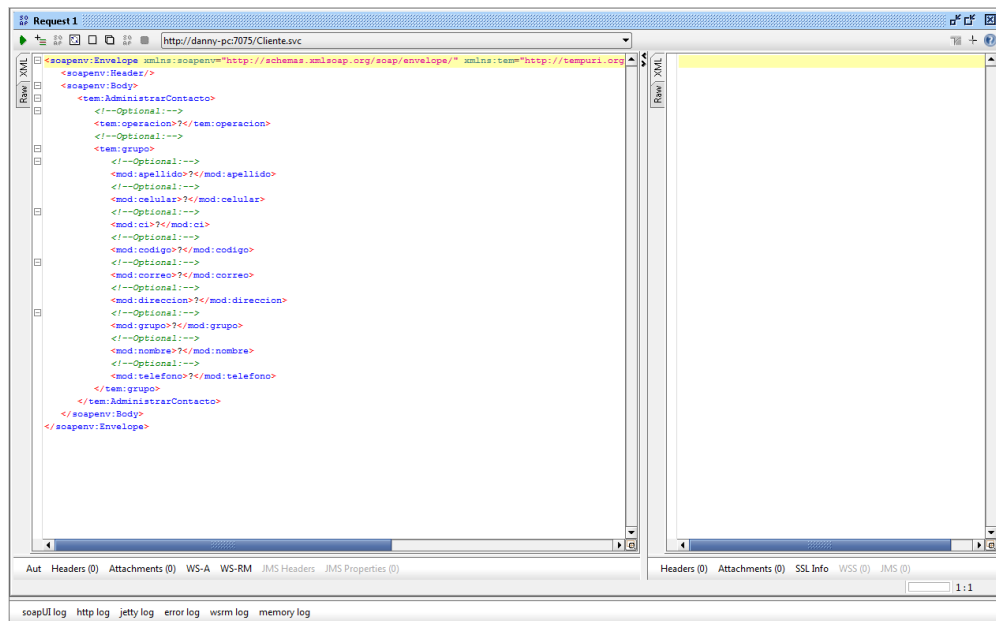 SO AP Request 1
http://danny-pc:7075/Cliente.svc
XML
Raw
<soapenv:Envelope xmlns:soapenv="http://schemas.xmlsoap.org/soap/envelope/" xmlns:tem="http://tempuri.org
<soapenv:Header/>
<soapenv:Body>
<tem:AdministrarContacto>
<!--Optional:-->
<tem:operacion>?</tem:operacion>
<!--Optional:-->
<tem:grupo>
<!--Optional:-->
<mod:apellido>?</mod:apellido>
<!--Optional:-->
<mod:celular>?</mod:celular>
<!--Optional:-->
<mod:ci>?</mod:ci>
<!--Optional:-->
<mod:codigo>?</mod:codigo>
<!--Optional:-->
<mod:correo>?</mod:correo>
<!--Optional:-->
<mod:direccion>?</mod:direccion>
<!--Optional:-->
<mod:grupo>?</mod:grupo>
<!--Optional:-->
<mod:nombre>?</mod:nombre>
<!--Optional:-->
<mod:telefono>?</mod:telefono>
</tem:grupo>
</tem:AdministrarContacto>
</soapenv:Body>
</soapenv:Envelope>
XML
Raw
Aut Headers (0) Attachments (0) WS-A WS-RM JMS Headers JMS Properties (0)
Headers (0) Attachments (0) SSL Info WSS (0) JMS (0)
1:1
soapUI log http log jetty log error log wsrm log memory log